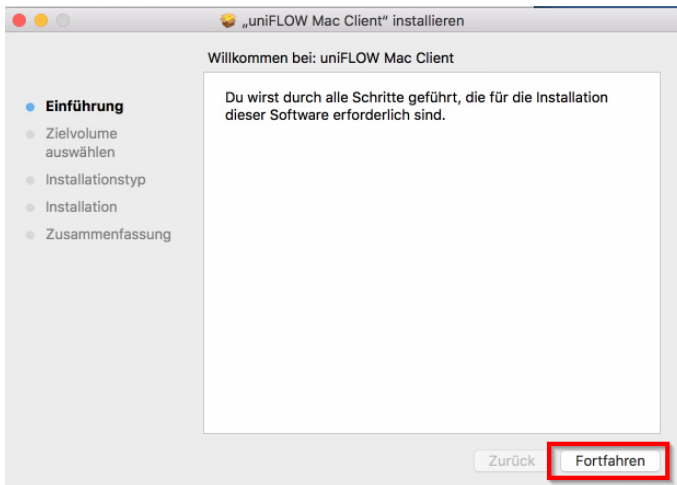 „uniFLOW Mac Client“ installieren
Willkommen bei: uniFLOW Mac Client
Einführung
Zielvolume
auswählen
Installationstyp
Installation
Zusammenfassung
Du wirst durch alle Schritte geführt, die für die Installation
dieser Software erforderlich sind.
Zurück
Fortfahren